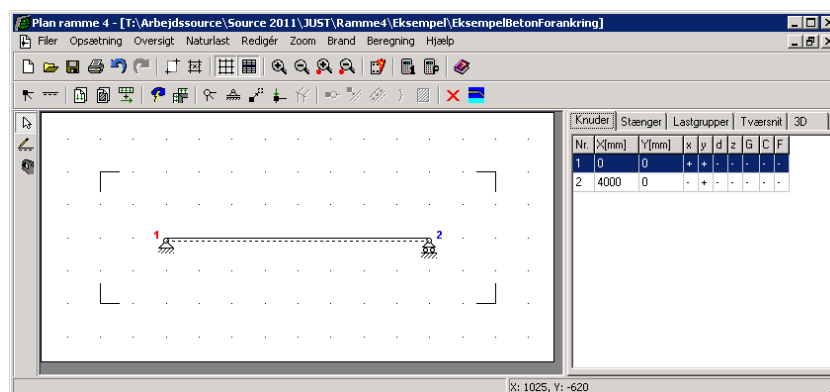 Plan ramme 4 - [T:\Arbejdssource\Source 2011\JUST\Ramme4\Eksempel\EksempelBetonForankring]
Filer Opsætning Oversigt Naturlast Redigér Zoom Brand Beregning Hjælp
Knuder Stænger Lastgrupper Tværsnit 3D
Nr. X[mm] Y[mm] x y d z G C F
1 0 0 + + - - - - -
2 4000 0 - + - - - - -
1 2
X: 1025, Y: -620